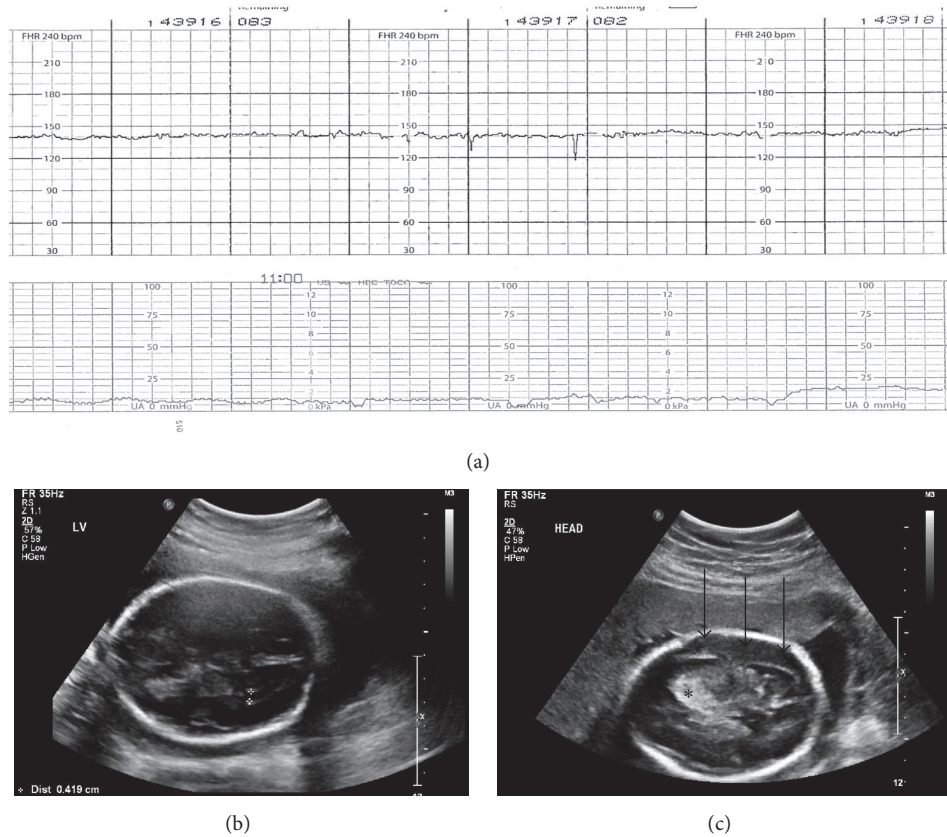 43916 083 43917 082 43918
FHR 240 bpm FHR 240 bpm FHR 240 bpm
210 210 210
180 180 180
150 150 150
120 120 120
90 90 90
60 60 60
30 30 30
11:00
100 12 100 12 100
75 10 75 10 75
8 8
50 6 50 6 50
25 4 25 4 25
2 2
UA 0 mmHg 0 kPa UA 0 mmHg 0 kPa UA 0 mmHg
(a)
FR 35Hz
RS
Z 1.1
2D
57%
C 58
P Low
HGen
LV
M3
P
X
Dist 0.419 cm
(b)
FR 35Hz
RS
2D
47%
C 58
P Low
HPen
HEAD
M3
P
*
X
12
(c)